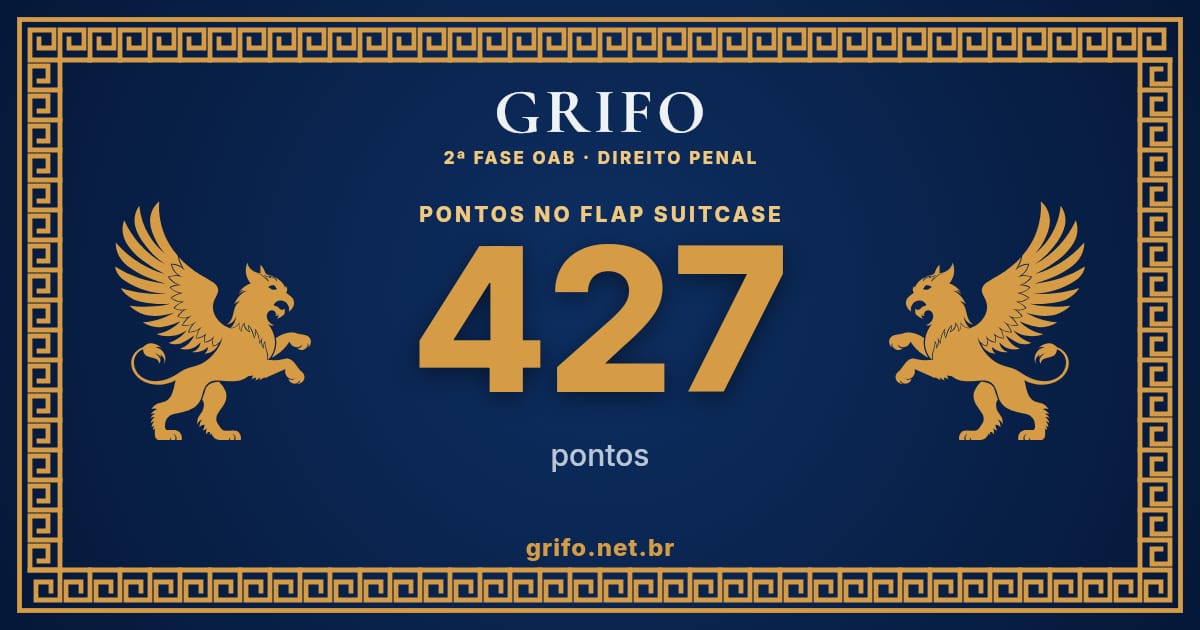 GRIFO
2ª FASE OAB · DIREITO PENAL
PONTOS NO FLAP SUITCASE
427
pontos
grifo.net.br